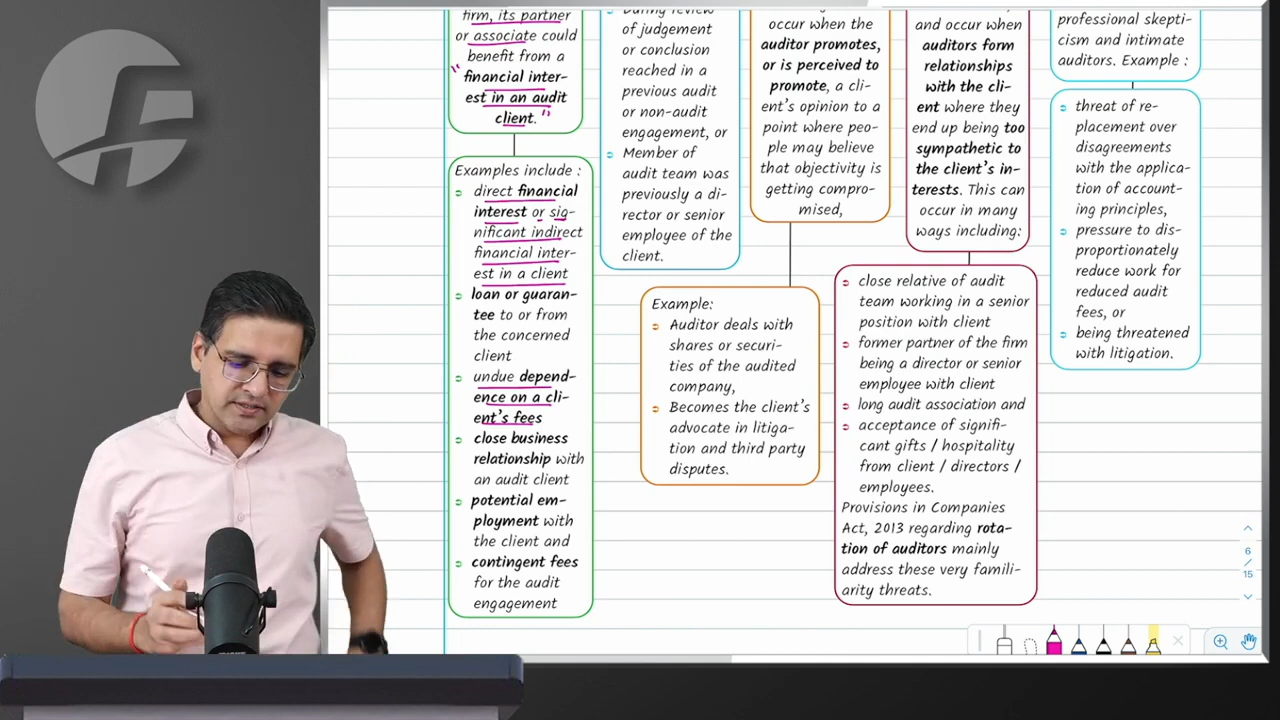 firm, its partner
or associate could
benefit from a
financial inter-
est in an audit
client.
Examples include :
direct financial
interest or sig-
nificant indirect
financial inter-
est in a client
loan or guaran-
tee to or from
the concerned
client
undue depend-
ence on a cli-
ent's fees
close business
relationship with
an audit client
potential em-
ployment with
the client and
contingent fees
for the audit
engagement
During review
of judgement
or conclusion
reached in a
previous audit
or non-audit
engagement, or
Member of
audit team was
previously a di-
rector or senior
employee of the
client.
occur when the
auditor promotes,
or is perceived to
promote, a cli-
ent's opinion to a
point where peo-
ple may believe
that objectivity is
getting compro-
mised,
Example:
Auditor deals with
shares or securi-
ties of the audited
company,
Becomes the client's
advocate in litiga-
tion and third party
disputes.
and occur when
auditors form
relationships
with the cli-
ent where they
end up being too
sympathetic to
the client's in-
terests. This can
occur in many
ways including:
close relative of audit
team working in a senior
position with client
former partner of the firm
being a director or senior
employee with client
long audit association and
acceptance of signifi-
cant gifts / hospitality
from client / directors /
employees.
Provisions in Companies
Act, 2013 regarding rota-
tion of auditors mainly
address these very famili-
arity threats.
professional skepti-
cism and intimate
auditors. Example :
threat of re-
placement over
disagreements
with the applica-
tion of account-
ing principles,
pressure to dis-
proportionately
reduce work for
reduced audit
fees, or
being threatened
with litigation.
6
/
15